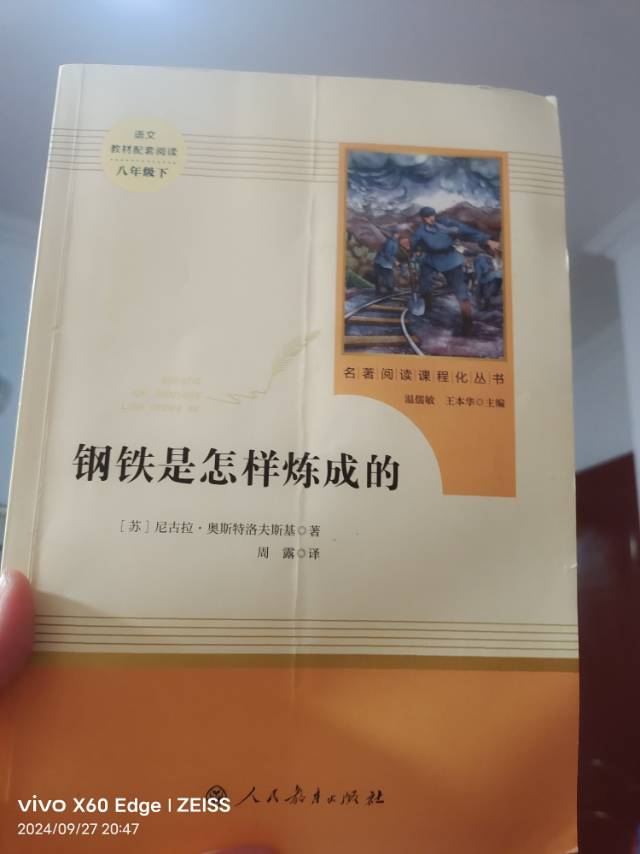 语文
教材配套阅读
八年级下
名著阅读课程化丛书
温儒敏 王本华○主编
钢铁是怎样炼成的
[苏]尼古拉·奥斯特洛夫斯基○著
周 露○译
人民教育出版社
vivo X60 Edge | ZEISS
2024/09/27 20:47